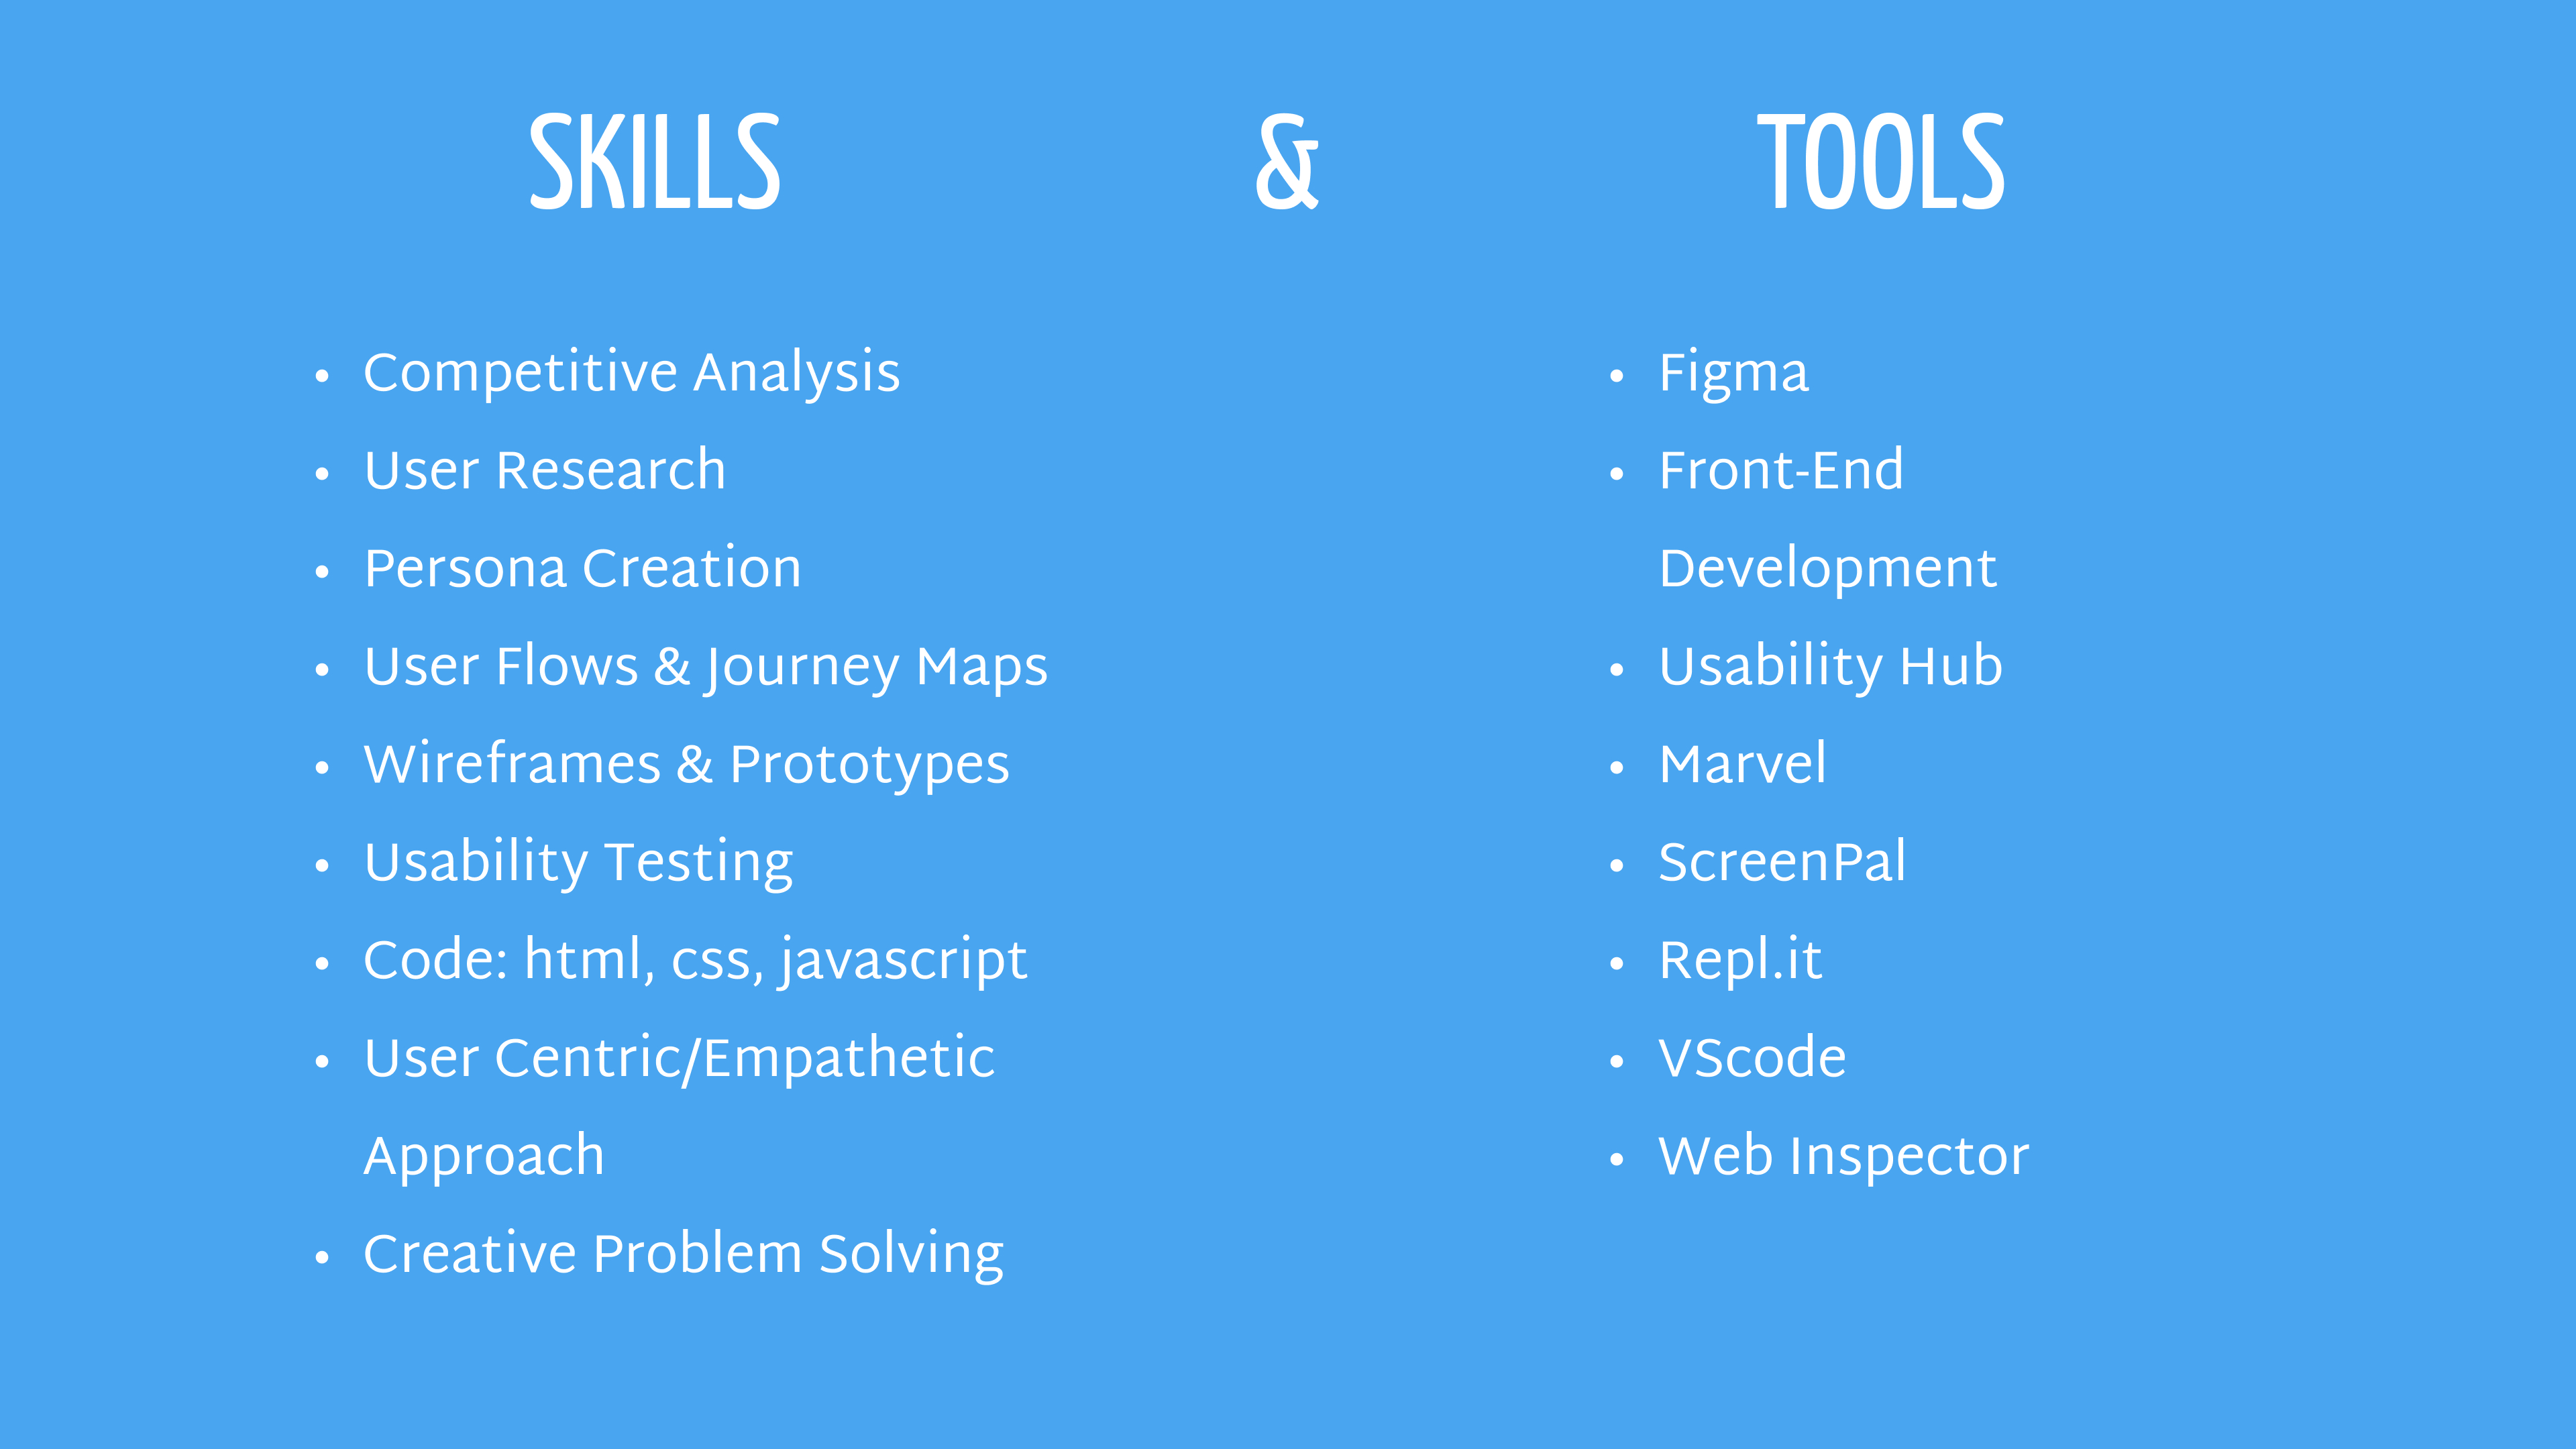 SKILLS & TOOLS
• Competitive Analysis
• User Research
• Persona Creation
• User Flows & Journey Maps
• Wireframes & Prototypes
• Usability Testing
• Code: html, css, javascript
• User Centric/Empathetic
Approach
• Creative Problem Solving
• Figma
• Front-End
Development
• Usability Hub
• Marvel
• ScreenPal
• Repl.it
• VScode
• Web Inspector